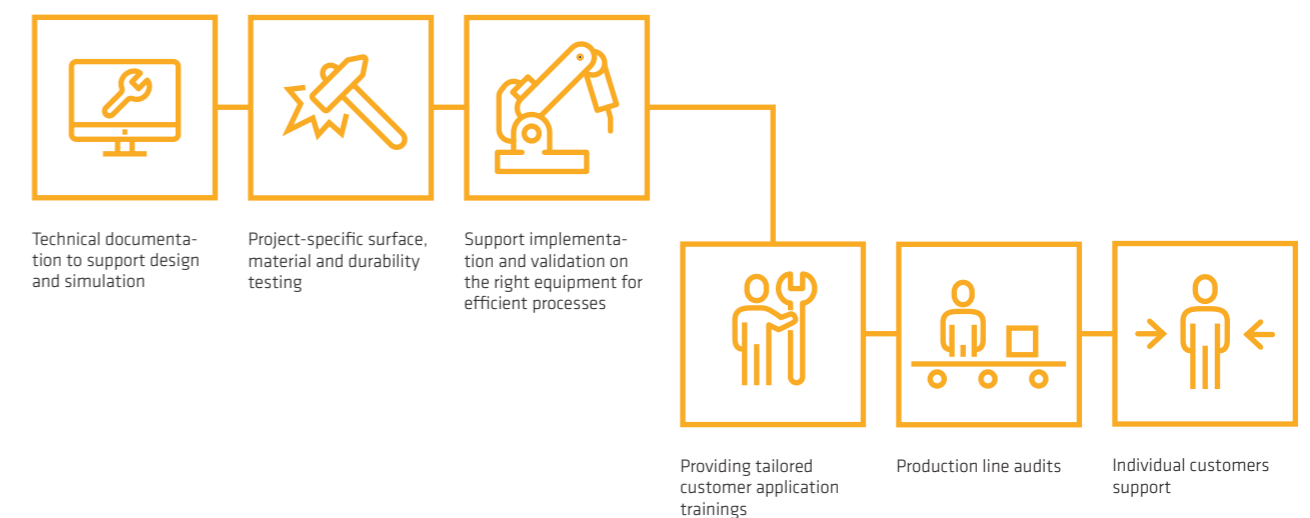 Technical documenta-
tion to support design
and simulation
Project-specific surface,
material and durability
testing
Support implementa-
tion and validation on
the right equipment for
efficient processes
Providing tailored
customer application
trainings
Production line audits
Individual customers
support